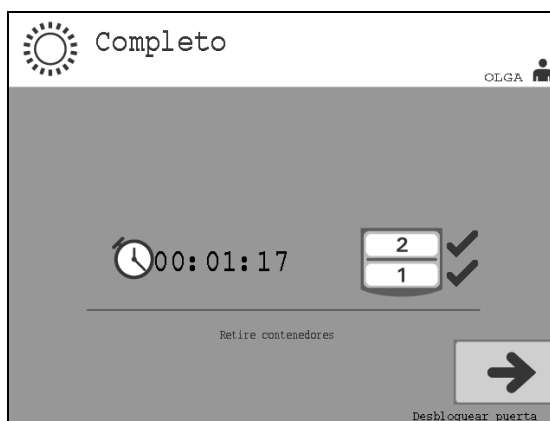 Completo
OLGA
00:01:17
2
1
Retire contenedores
Desbloquear puerta